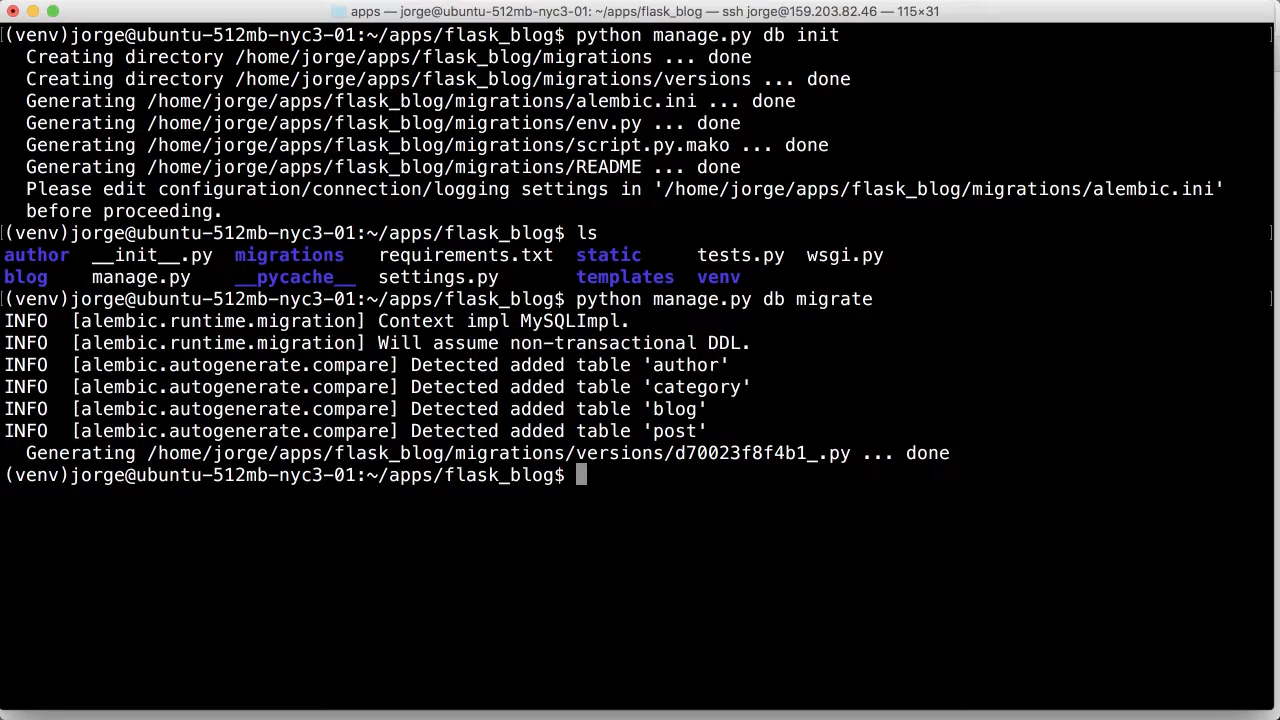 apps — jorge@ubuntu-512mb-nyc3-01: ~/apps/flask_blog — ssh jorge@159.203.82.46 — 115×31
(venv)jorge@ubuntu-512mb-nyc3-01:~/apps/flask_blog$ python manage.py db init
  Creating directory /home/jorge/apps/flask_blog/migrations ... done
  Creating directory /home/jorge/apps/flask_blog/migrations/versions ... done
  Generating /home/jorge/apps/flask_blog/migrations/alembic.ini ... done
  Generating /home/jorge/apps/flask_blog/migrations/env.py ... done
  Generating /home/jorge/apps/flask_blog/migrations/script.py.mako ... done
  Generating /home/jorge/apps/flask_blog/migrations/README ... done
  Please edit configuration/connection/logging settings in '/home/jorge/apps/flask_blog/migrations/alembic.ini'
  before proceeding.
(venv)jorge@ubuntu-512mb-nyc3-01:~/apps/flask_blog$ ls
author  __init__.py  migrations   requirements.txt  static     tests.py  wsgi.py
blog    manage.py    __pycache__  settings.py       templates  venv
(venv)jorge@ubuntu-512mb-nyc3-01:~/apps/flask_blog$ python manage.py db migrate
INFO  [alembic.runtime.migration] Context impl MySQLImpl.
INFO  [alembic.runtime.migration] Will assume non-transactional DDL.
INFO  [alembic.autogenerate.compare] Detected added table 'author'
INFO  [alembic.autogenerate.compare] Detected added table 'category'
INFO  [alembic.autogenerate.compare] Detected added table 'blog'
INFO  [alembic.autogenerate.compare] Detected added table 'post'
  Generating /home/jorge/apps/flask_blog/migrations/versions/d70023f8f4b1_.py ... done
(venv)jorge@ubuntu-512mb-nyc3-01:~/apps/flask_blog$